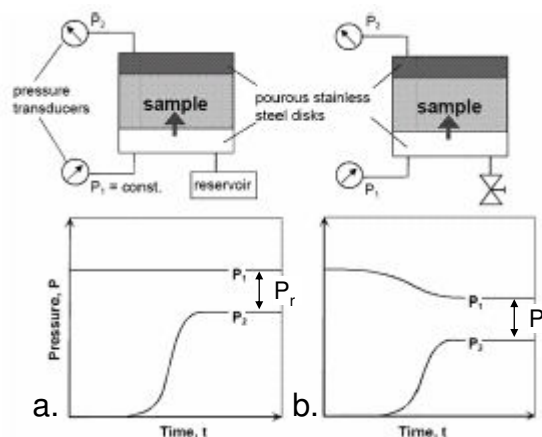 P₂
P₂
pressure
transducers
sample
pourous stainless
steel disks
sample
P₁ = const.
reservoir
P₁
Pressure, P
P₁
Pᵣ
P₂
P₁
P
P₂
a.
b.
Time, t
Time, t